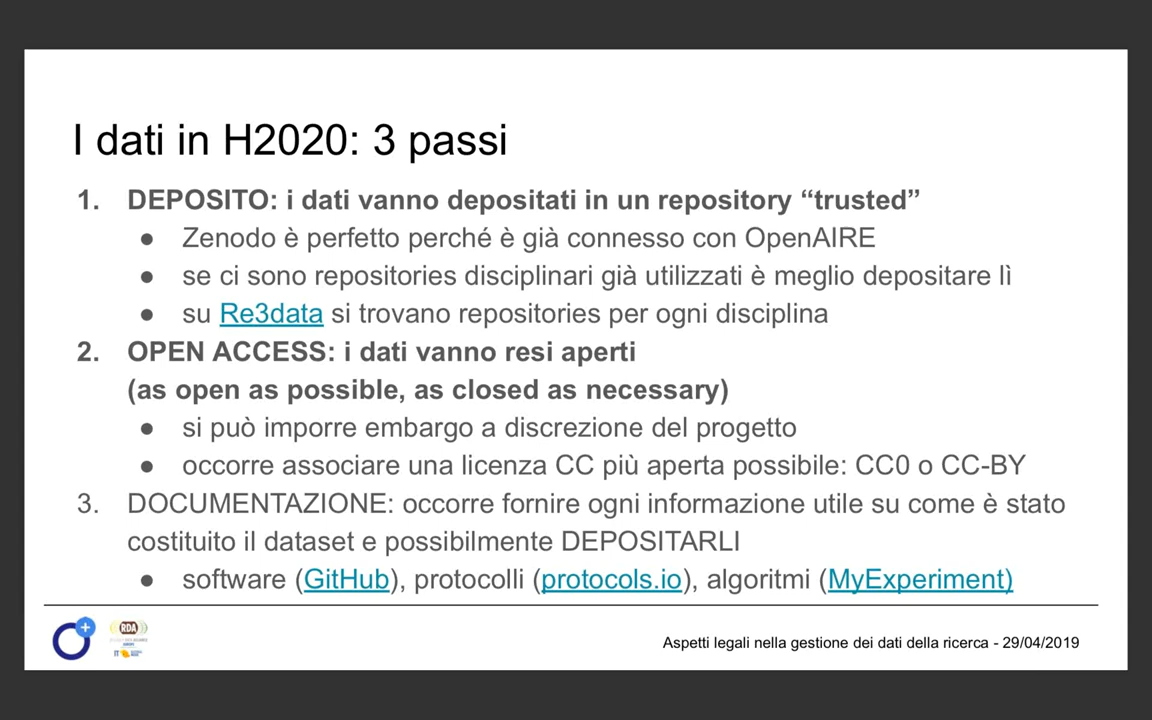 I dati in H2020: 3 passi
1. DEPOSITO: i dati vanno depositati in un repository “trusted”
● Zenodo è perfetto perché è già connesso con OpenAIRE
● se ci sono repositories disciplinari già utilizzati è meglio depositare lì
● su Re3data si trovano repositories per ogni disciplina
2. OPEN ACCESS: i dati vanno resi aperti
(as open as possible, as closed as necessary)
● si può imporre embargo a discrezione del progetto
● occorre associare una licenza CC più aperta possibile: CC0 o CC-BY
3. DOCUMENTAZIONE: occorre fornire ogni informazione utile su come è stato
costituito il dataset e possibilmente DEPOSITARLI
● software (GitHub), protocolli (protocols.io), algoritmi (MyExperiment)
RDA
IT
Aspetti legali nella gestione dei dati della ricerca - 29/04/2019